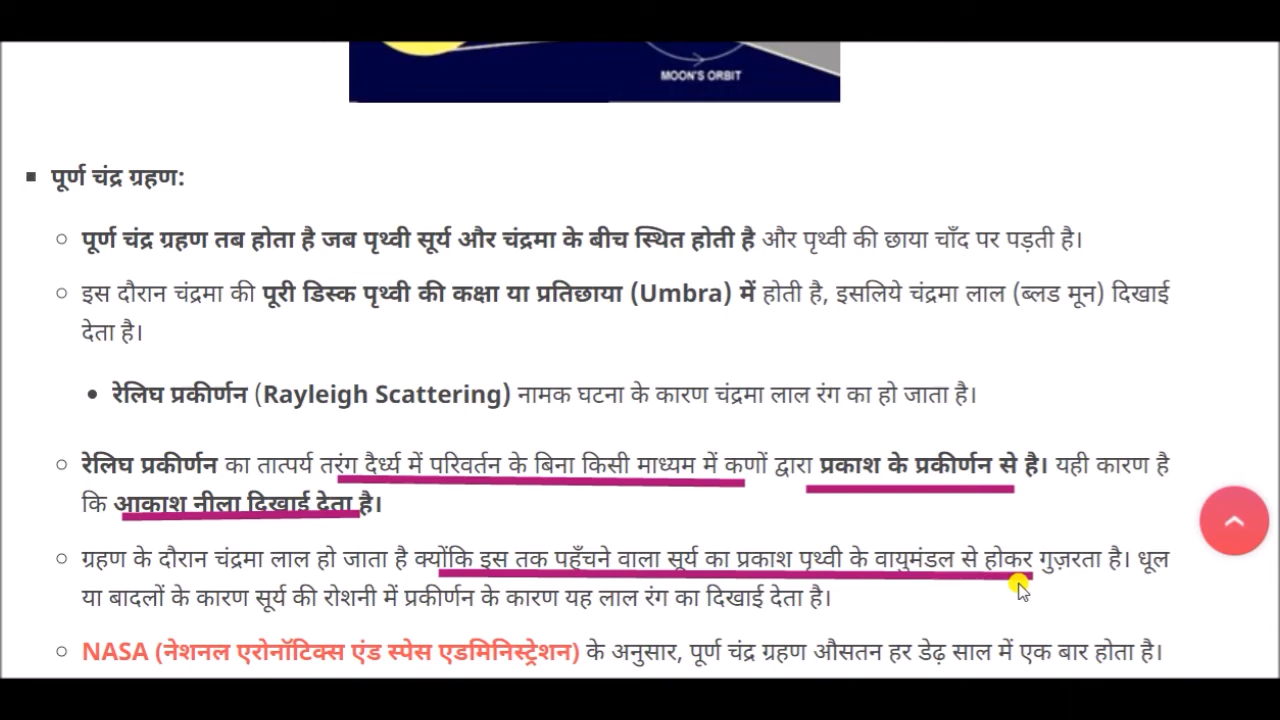 MOON'S ORBIT
पूर्ण चंद्र ग्रहण:
पूर्ण चंद्र ग्रहण तब होता है जब पृथ्वी सूर्य और चंद्रमा के बीच स्थित होती है और पृथ्वी की छाया चाँद पर पड़ती है।
इस दौरान चंद्रमा की पूरी डिस्क पृथ्वी की कक्षा या प्रतिछाया (Umbra) में होती है, इसलिये चंद्रमा लाल (ब्लड मून) दिखाई
देता है।
रेलिघ प्रकीर्णन (Rayleigh Scattering) नामक घटना के कारण चंद्रमा लाल रंग का हो जाता है।
रेलिघ प्रकीर्णन का तात्पर्य तरंग दैर्ध्य में परिवर्तन के बिना किसी माध्यम में कणों द्वारा प्रकाश के प्रकीर्णन से है। यही कारण है
कि आकाश नीला दिखाई देता है।
ग्रहण के दौरान चंद्रमा लाल हो जाता है क्योंकि इस तक पहुँचने वाला सूर्य का प्रकाश पृथ्वी के वायुमंडल से होकर गुज़रता है। धूल
या बादलों के कारण सूर्य की रोशनी में प्रकीर्णन के कारण यह लाल रंग का दिखाई देता है।
NASA (नेशनल एरोनॉटिक्स एंड स्पेस एडमिनिस्ट्रेशन) के अनुसार, पूर्ण चंद्र ग्रहण औसतन हर डेढ़ साल में एक बार होता है।